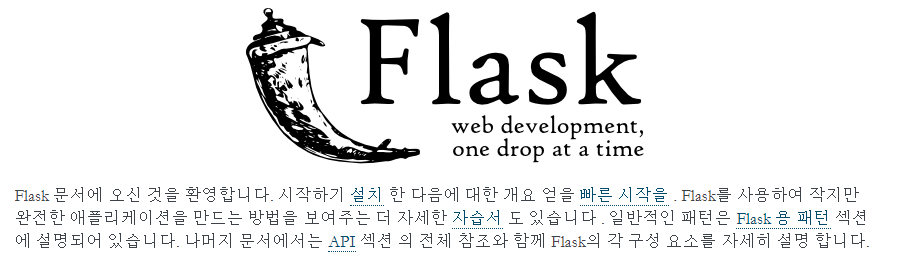 Flask
web development,
one drop at a time
Flask 문서에 오신 것을 환영합니다. 시작하기 설치 한 다음에 대한 개요 얻을 빠른 시작을 . Flask를 사용하여 작지만
완전한 애플리케이션을 만드는 방법을 보여주는 더 자세한 자습서 도 있습니다 . 일반적인 패턴은 Flask 용 패턴 섹션
에 설명되어 있습니다. 나머지 문서에서는 API 섹션 의 전체 참조와 함께 Flask의 각 구성 요소를 자세히 설명 합니다.